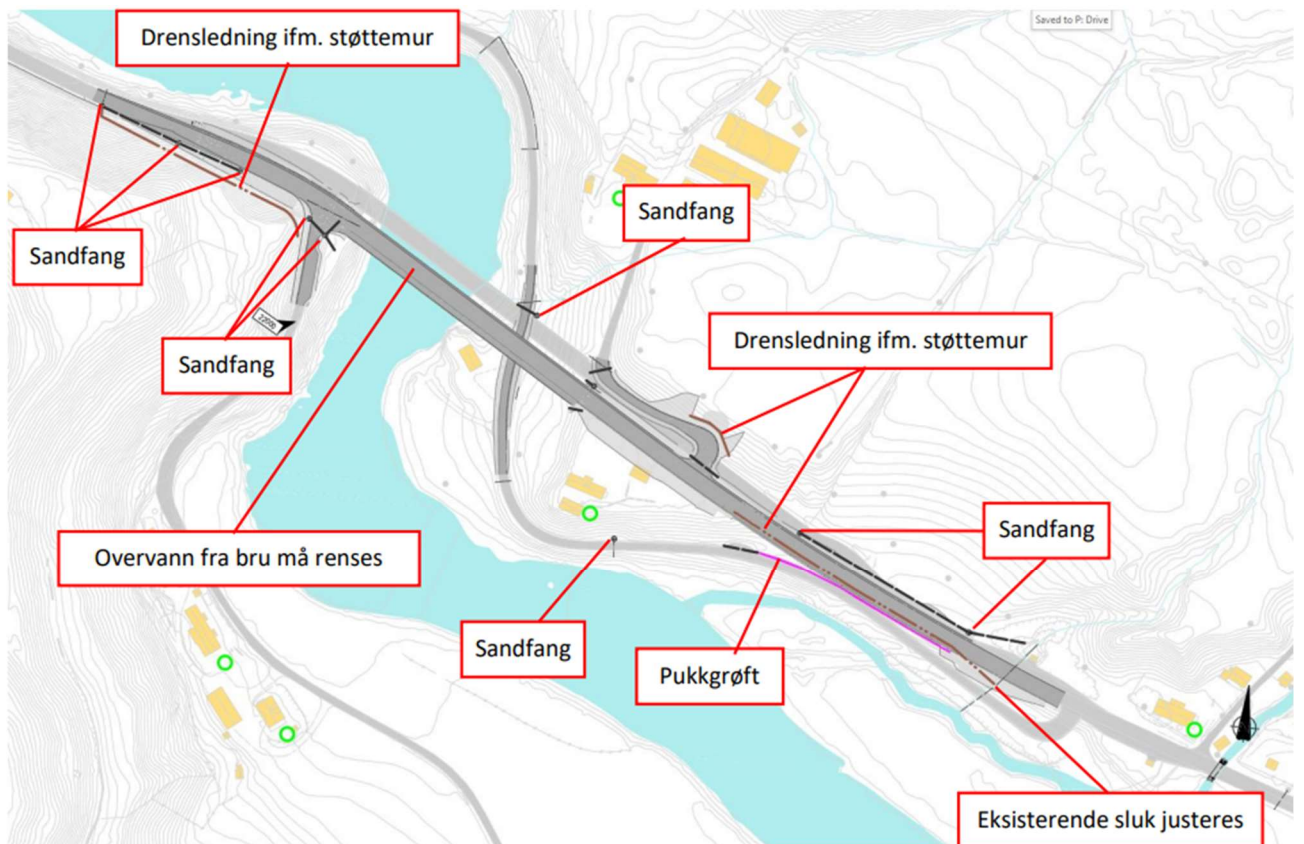 Drensledning ifm. støttemur
Saved to P: Drive
Sandfang
Sandfang
Sandfang
Drensledning ifm. støttemur
Sandfang
Overvann fra bru må renses
Sandfang
Pukkgrøft
Eksisterende sluk justeres